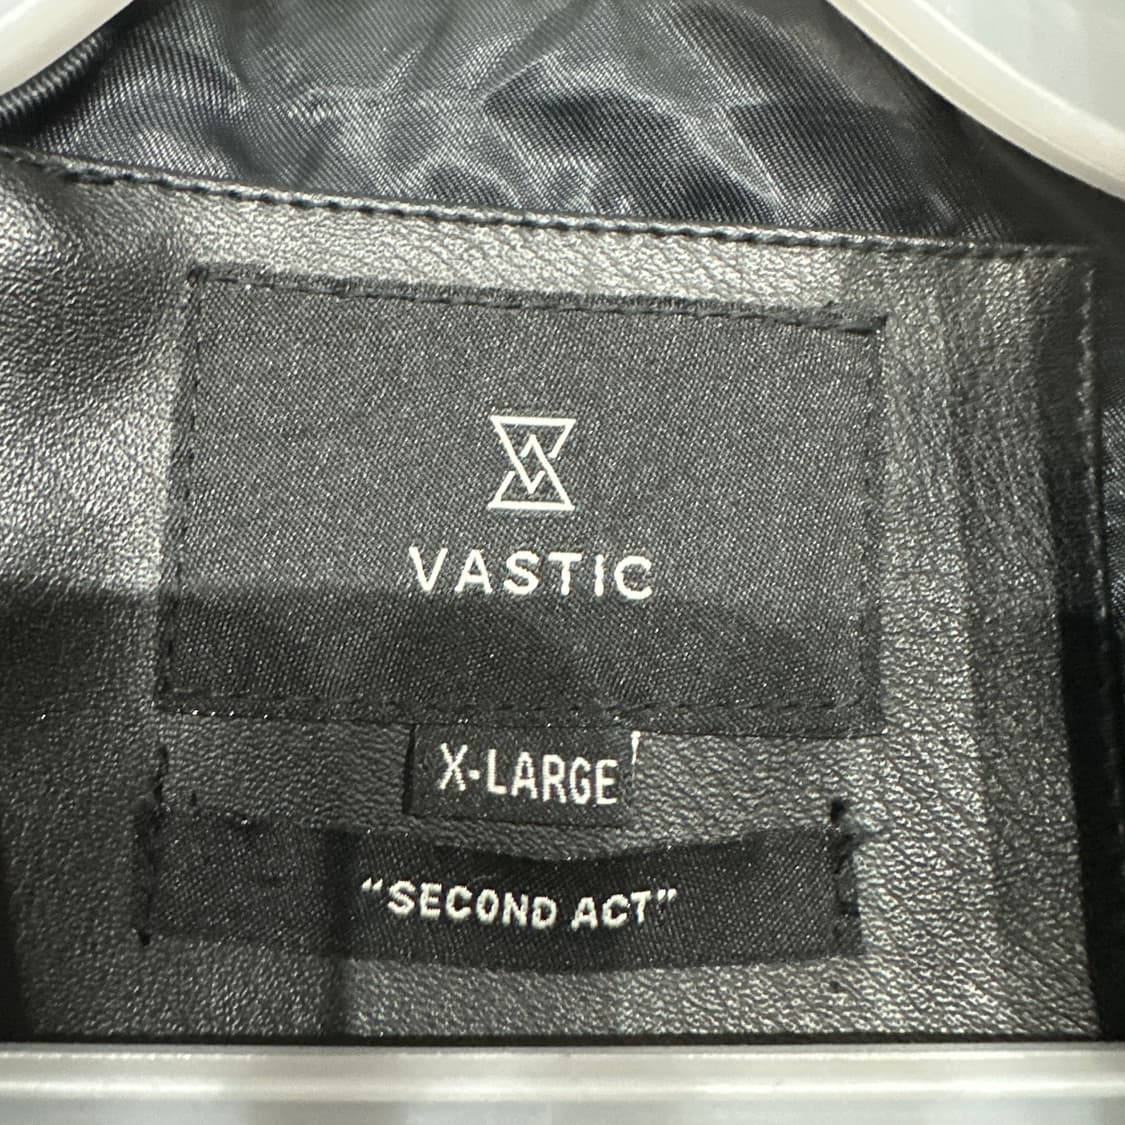 VASTIC
X-LARGE
“SECOND ACT”